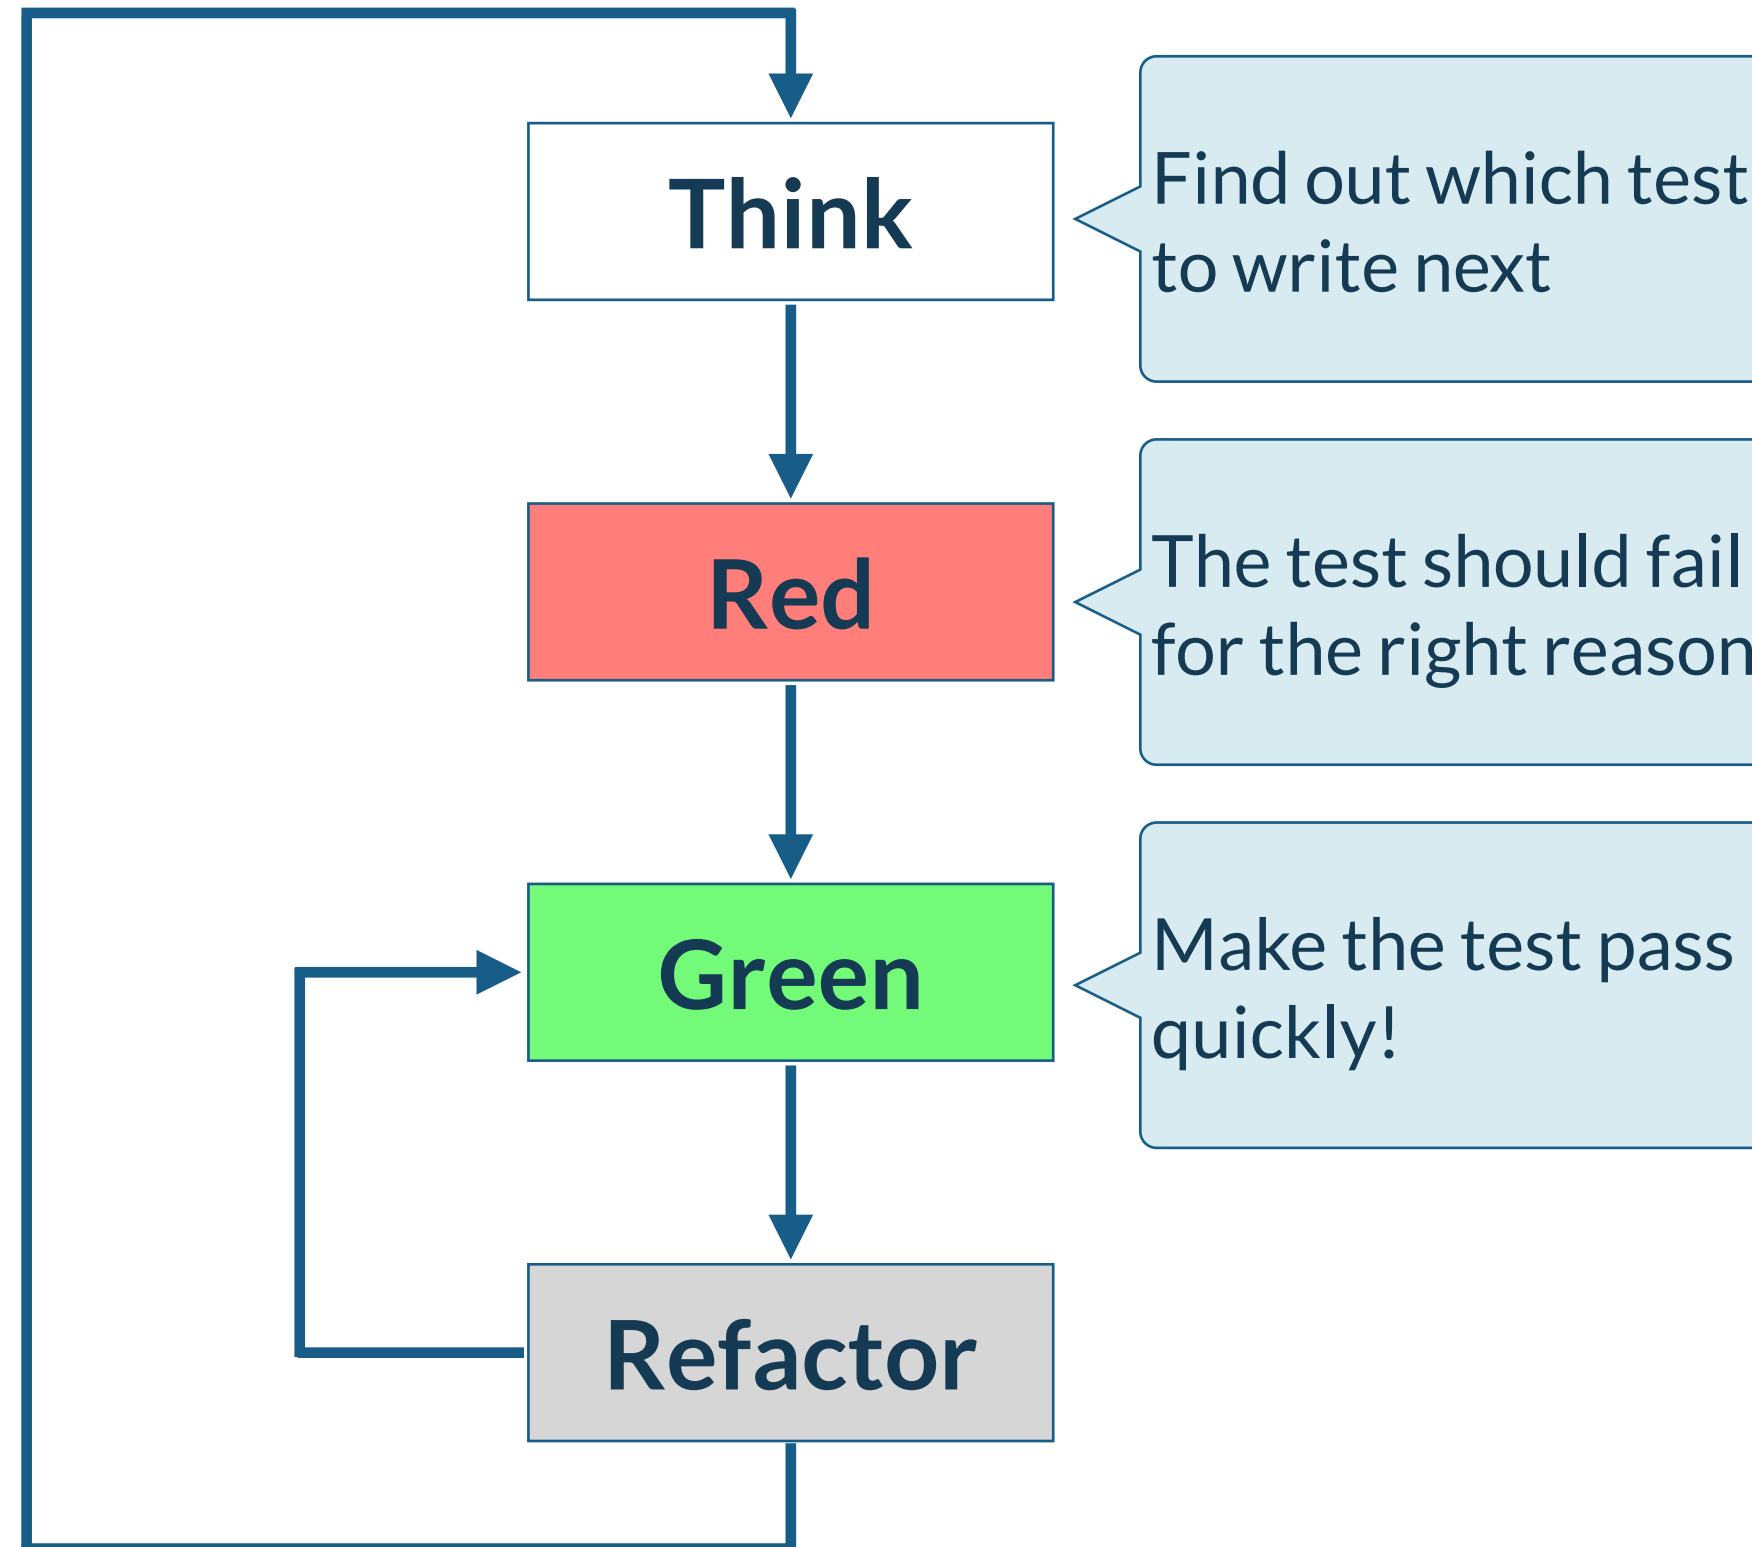 Think
Find out which test
to write next
Red
The test should fail
for the right reason
Green
Make the test pass
quickly!
Refactor